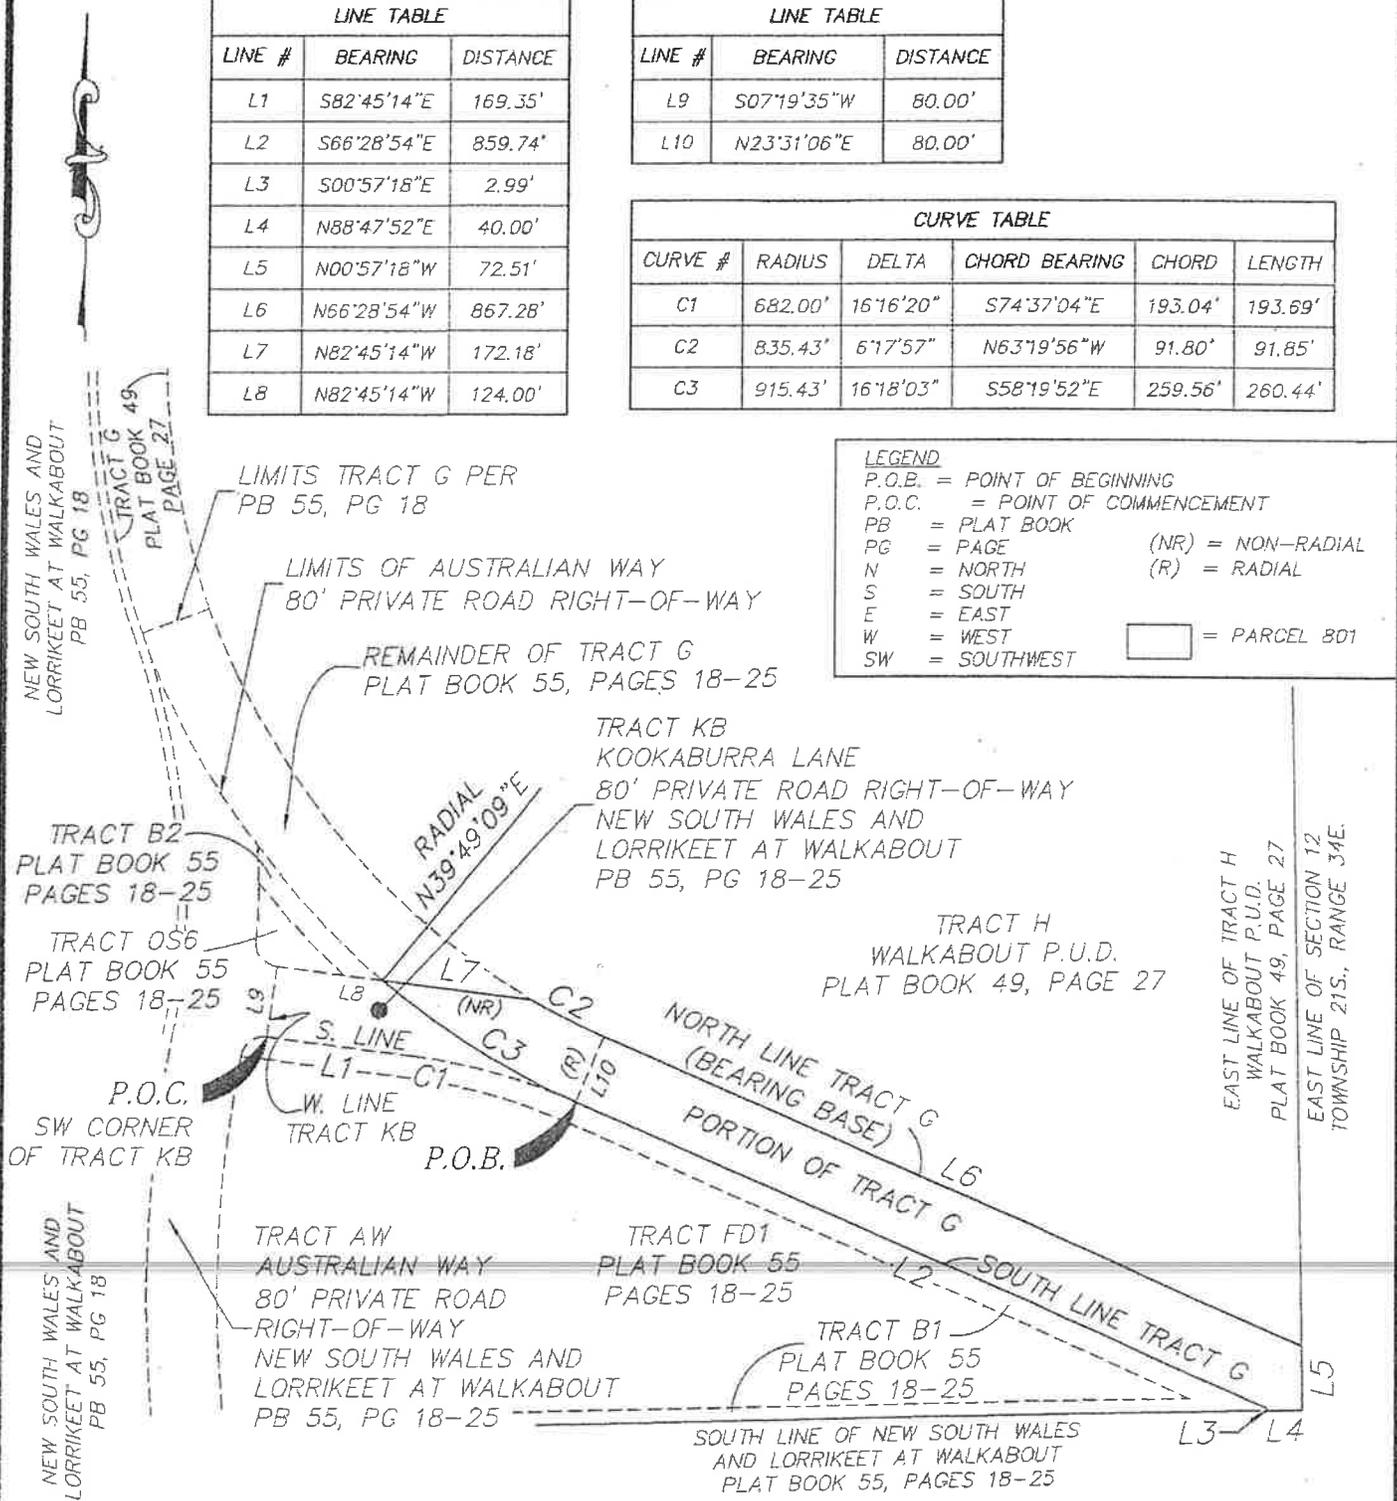 LINE TABLE
LINE # BEARING DISTANCE
L1 S82°45'14"E 169.35'
L2 S66°28'54"E 859.74'
L3 S00°57'18"E 2.99'
L4 N88°47'52"E 40.00'
L5 N00°57'18"W 72.51'
L6 N66°28'54"W 867.28'
L7 N82°45'14"W 172.18'
L8 N82°45'14"W 124.00'
LINE TABLE
LINE # BEARING DISTANCE
L9 S07°19'35"W 80.00'
L10 N23°31'06"E 80.00'
CURVE TABLE
CURVE # RADIUS DELTA CHORD BEARING CHORD LENGTH
C1 682.00' 16°16'20" S74°37'04"E 193.04' 193.69'
C2 835.43' 6°17'57" N63°19'56"W 91.80' 91.85'
C3 915.43' 16°18'03" S58°19'52"E 259.56' 260.44'
LEGEND
P.O.B. = POINT OF BEGINNING
P.O.C. = POINT OF COMMENCEMENT
PB = PLAT BOOK
PG = PAGE
N = NORTH
S = SOUTH
E = EAST
W = WEST
SW = SOUTHWEST
(NR) = NON-RADIAL
(R) = RADIAL
= PARCEL 801
NEW SOUTH WALES AND
LORRIKEET AT WALKABOUT
PB 55, PG 18
TRACT G
PLAT BOOK 49
PAGE 27
LIMITS TRACT G PER
PB 55, PG 18
LIMITS OF AUSTRALIAN WAY
80' PRIVATE ROAD RIGHT-OF-WAY
REMAINDER OF TRACT G
PLAT BOOK 55, PAGES 18-25
TRACT KB
KOOKABURRA LANE
80' PRIVATE ROAD RIGHT-OF-WAY
NEW SOUTH WALES AND
LORRIKEET AT WALKABOUT
PB 55, PG 18-25
RADIAL
N39°49'09"E
TRACT B2
PLAT BOOK 55
PAGES 18-25
TRACT OS6
PLAT BOOK 55
PAGES 18-25
TRACT H
WALKABOUT P.U.D.
PLAT BOOK 49, PAGE 27
EAST LINE OF TRACT H
WALKABOUT P.U.D.
PLAT BOOK 49, PAGE 27
EAST LINE OF SECTION 12
TOWNSHIP 21S., RANGE 34E.
L9
L8
L7
(NR)
C2
C3
S. LINE
L1
C1
(R)
L10
NORTH LINE TRACT G
(BEARING BASE)
L6
PORTION OF TRACT G
P.O.C.
SW CORNER
OF TRACT KB
W. LINE
TRACT KB
P.O.B.
NEW SOUTH WALES AND
LORRIKEET AT WALKABOUT
PB 55, PG 18
TRACT AW
AUSTRALIAN WAY
80' PRIVATE ROAD
RIGHT-OF-WAY
NEW SOUTH WALES AND
LORRIKEET AT WALKABOUT
PB 55, PG 18-25
TRACT FD1
PLAT BOOK 55
PAGES 18-25
L2
SOUTH LINE TRACT G
TRACT B1
PLAT BOOK 55
PAGES 18-25
L5
L3
L4
SOUTH LINE OF NEW SOUTH WALES
AND LORRIKEET AT WALKABOUT
PLAT BOOK 55, PAGES 18-25